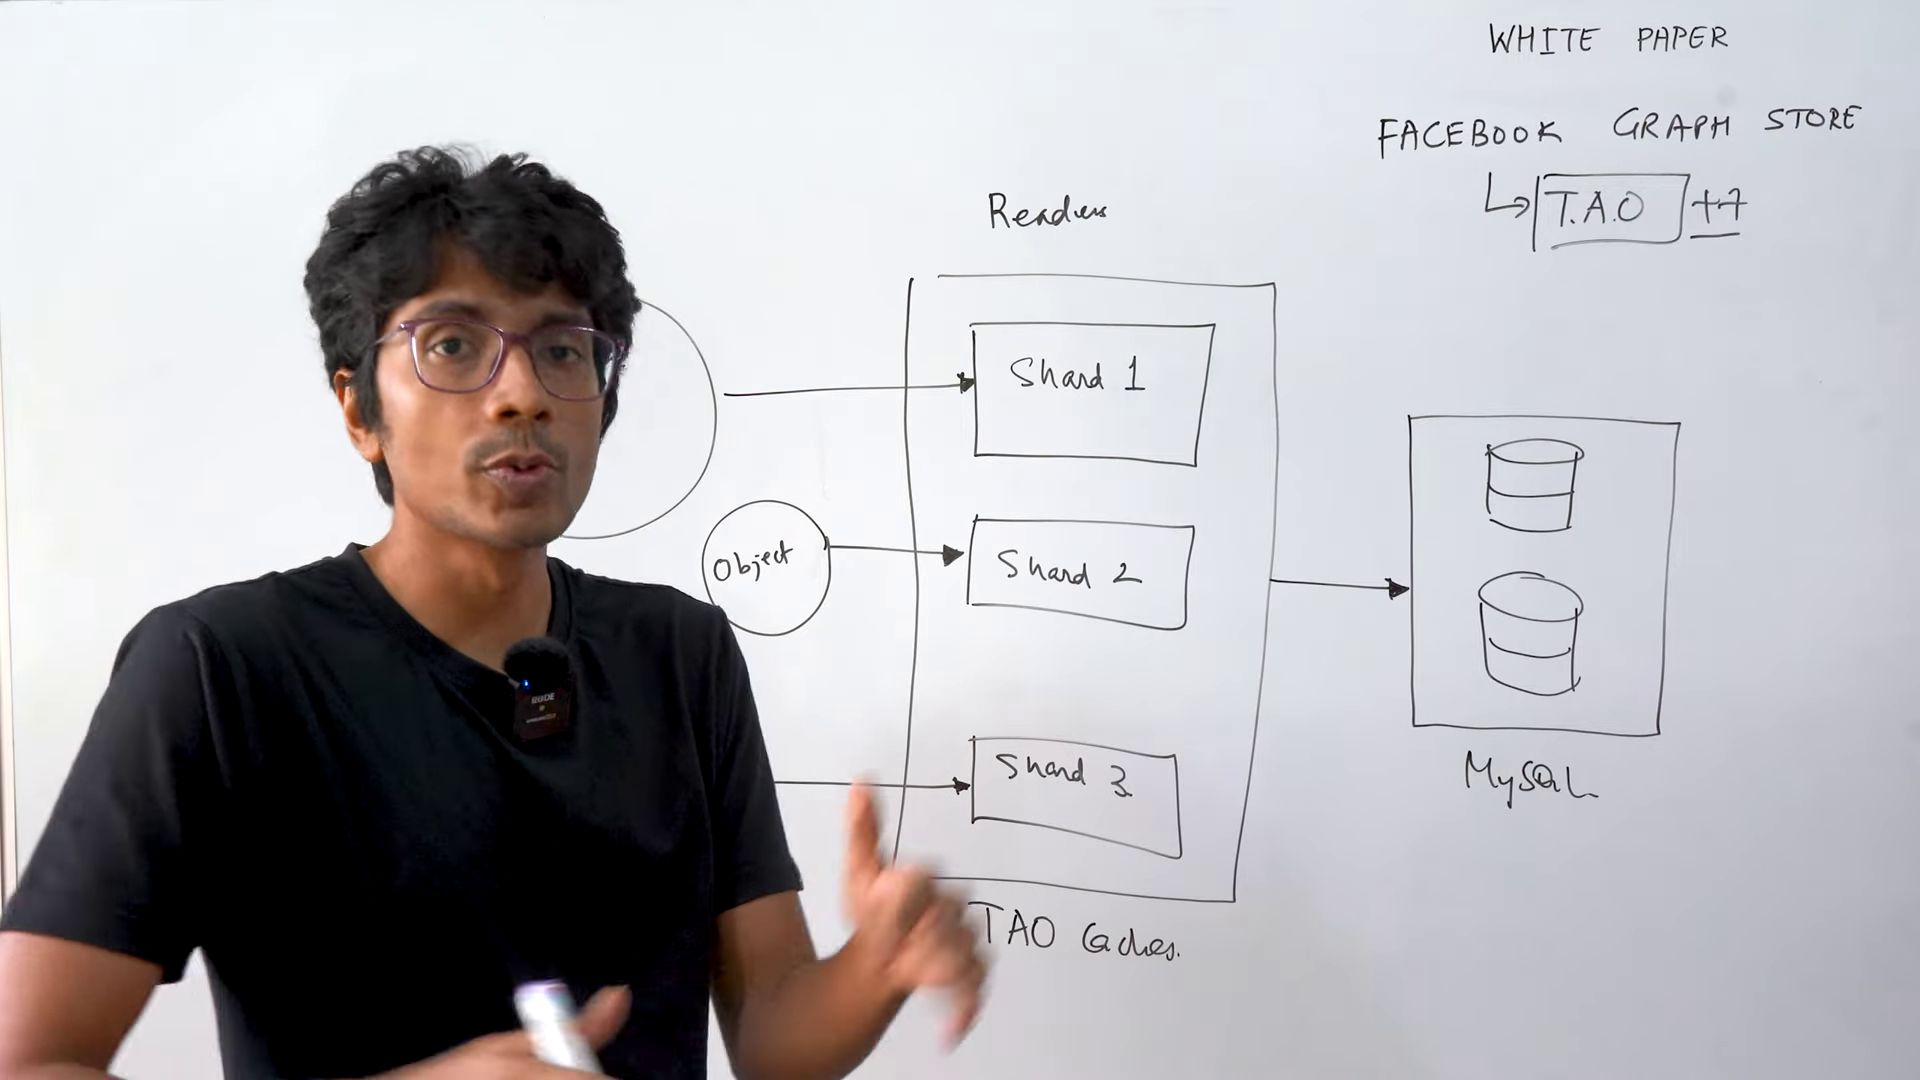 WHITE PAPER
FACEBOOK GRAPH STORE
T.A.O ++
Readers
Shard 1
Object
Shard 2
Shard 3
MySQL
TAO Caches.
RØDE